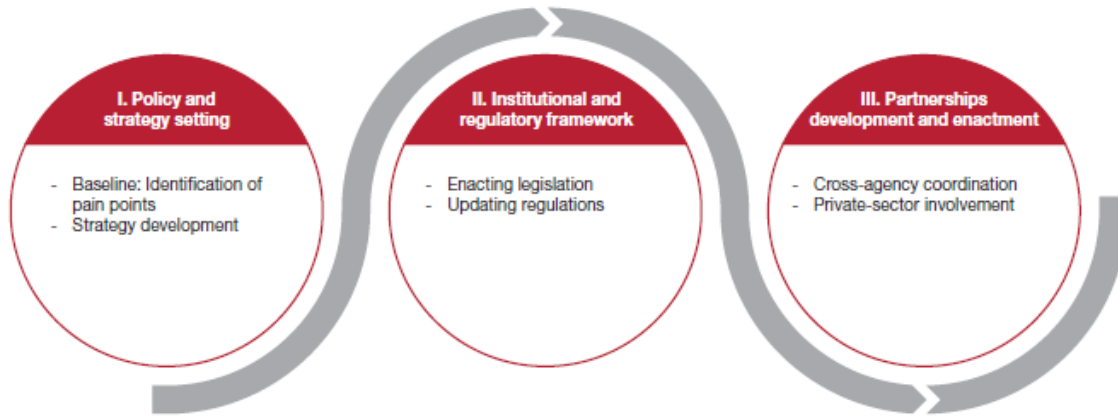 I. Policy and
strategy setting
- Baseline: Identification of
pain points
- Strategy development
II. Institutional and
regulatory framework
- Enacting legislation
- Updating regulations
III. Partnerships
development and enactment
- Cross-agency coordination
- Private-sector involvement